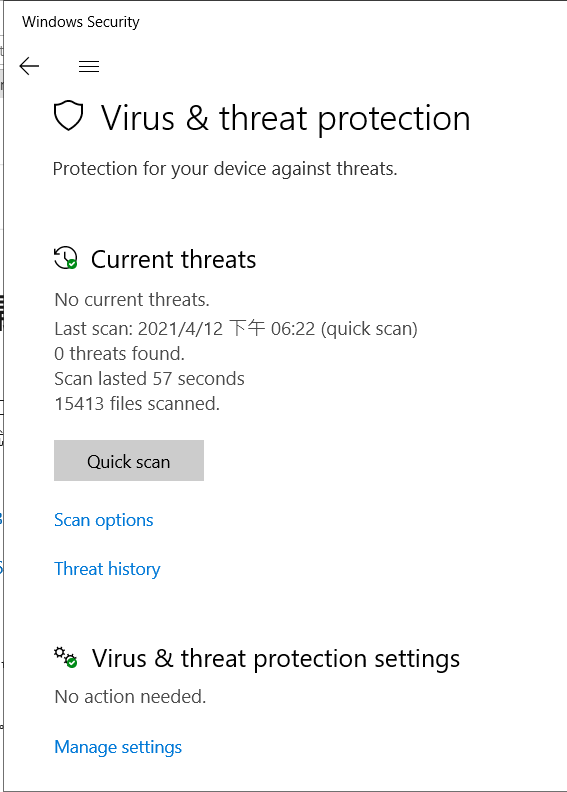 Windows Security
Virus & threat protection
Protection for your device against threats.
Current threats
No current threats.
Last scan: 2021/4/12 下午 06:22 (quick scan)
0 threats found.
Scan lasted 57 seconds
15413 files scanned.
Quick scan
Scan options
Threat history
Virus & threat protection settings
No action needed.
Manage settings